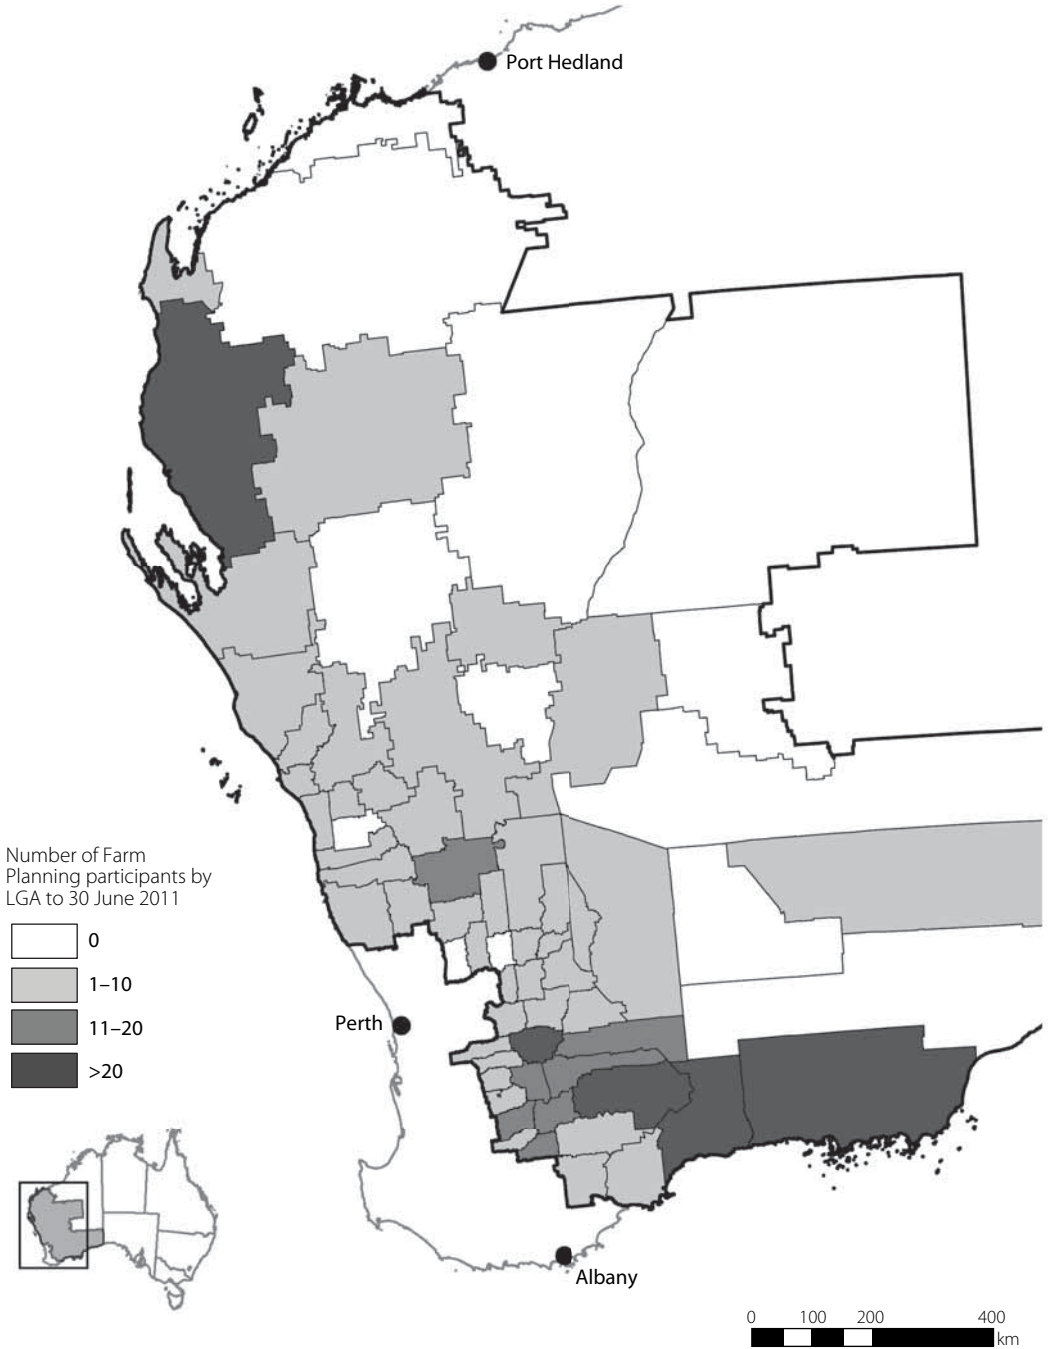 Port Hedland
Number of Farm
Planning participants by
LGA to 30 June 2011
0
1–10
11–20
>20
Perth
Albany
0 100 200 400
km